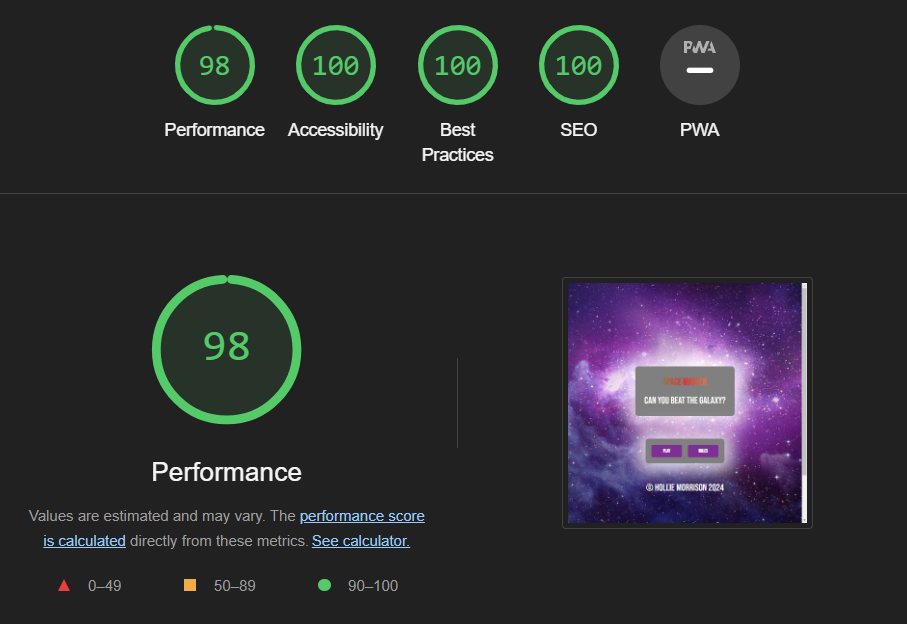 98
100
100
100
PWA
Performance
Accessibility
Best
Practices
SEO
PWA
98
Performance
Values are estimated and may vary. The performance score
is calculated directly from these metrics. See calculator.
0–49
50–89
90–100
CAN YOU BEAT THE GALAXY?
PLAY
RULES
© HOLLIE MORRISON 2024